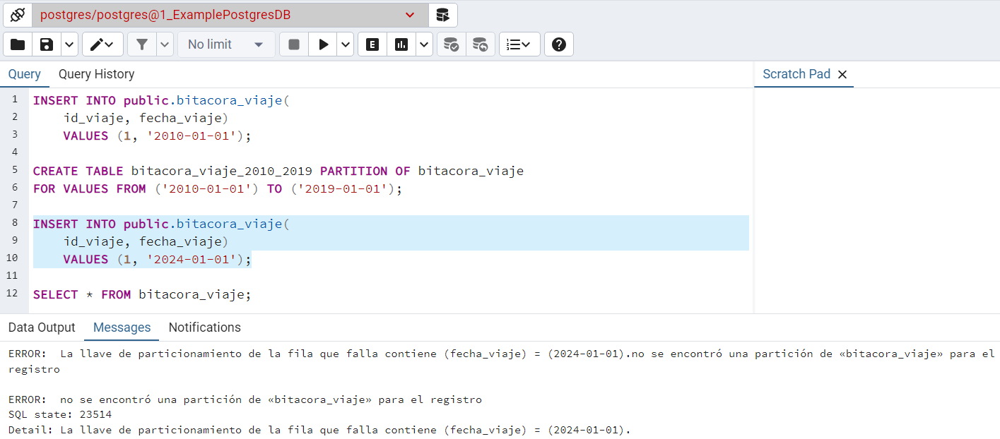 postgres/postgres@1_ExamplePostgresDB
No limit
E
Query Query History
Scratch Pad
1 INSERT INTO public.bitacora_viaje(
2 id_viaje, fecha_viaje)
3 VALUES (1, '2010-01-01');
4
5 CREATE TABLE bitacora_viaje_2010_2019 PARTITION OF bitacora_viaje
6 FOR VALUES FROM ('2010-01-01') TO ('2019-01-01');
7
8 INSERT INTO public.bitacora_viaje(
9 id_viaje, fecha_viaje)
10 VALUES (1, '2024-01-01');
11
12 SELECT * FROM bitacora_viaje;
Data Output Messages Notifications
ERROR:  La llave de particionamiento de la fila que falla contiene (fecha_viaje) = (2024-01-01).no se encontró una partición de «bitacora_viaje» para el
registro
ERROR:  no se encontró una partición de «bitacora_viaje» para el registro
SQL state: 23514
Detail: La llave de particionamiento de la fila que falla contiene (fecha_viaje) = (2024-01-01).